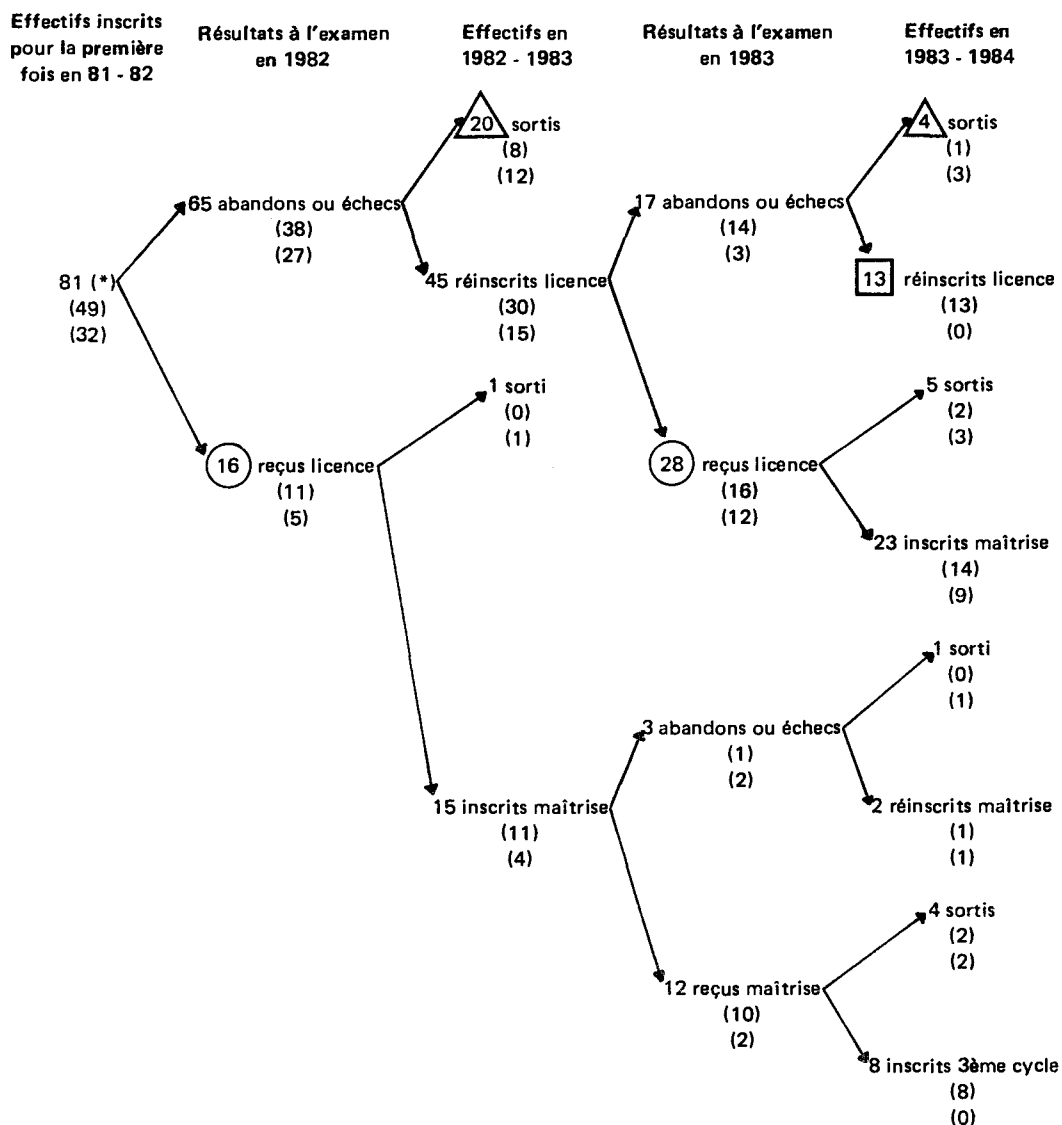 Effectifs inscrits
pour la première
fois en 81 - 82
Résultats à l'examen
en 1982
Effectifs en
1982 - 1983
Résultats à l'examen
en 1983
Effectifs en
1983 - 1984
81 (*)
(49)
(32)
65 abandons ou échecs
(38)
(27)
16 reçus licence
(11)
(5)
20 sortis
(8)
(12)
45 réinscrits licence
(30)
(15)
1 sorti
(0)
(1)
15 inscrits maîtrise
(11)
(4)
17 abandons ou échecs
(14)
(3)
28 reçus licence
(16)
(12)
3 abandons ou échecs
(1)
(2)
12 reçus maîtrise
(10)
(2)
4 sortis
(1)
(3)
13 réinscrits licence
(13)
(0)
5 sortis
(2)
(3)
23 inscrits maîtrise
(14)
(9)
1 sorti
(0)
(1)
2 réinscrits maîtrise
(1)
(1)
4 sortis
(2)
(2)
8 inscrits 3ème cycle
(8)
(0)